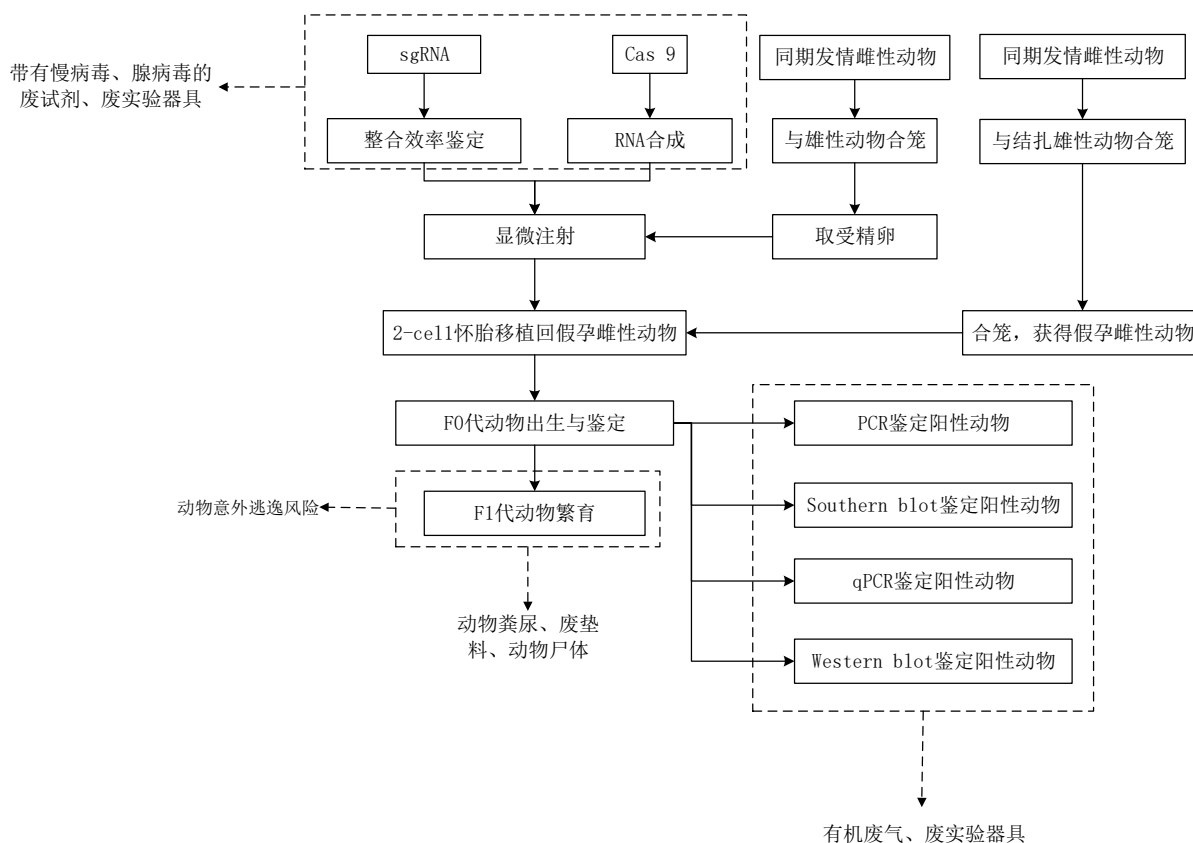 sgRNA
Cas 9
同期发情雌性动物
同期发情雌性动物
带有慢病毒、腺病毒的
废试剂、废实验器具
整合效率鉴定
RNA合成
与雄性动物合笼
与结扎雄性动物合笼
显微注射
取受精卵
2-cell怀胎移植回假孕雌性动物
合笼，获得假孕雌性动物
F0代动物出生与鉴定
PCR鉴定阳性动物
动物意外逃逸风险
F1代动物繁育
Southern blot鉴定阳性动物
qPCR鉴定阳性动物
动物粪尿、废垫
料、动物尸体
Western blot鉴定阳性动物
有机废气、废实验器具